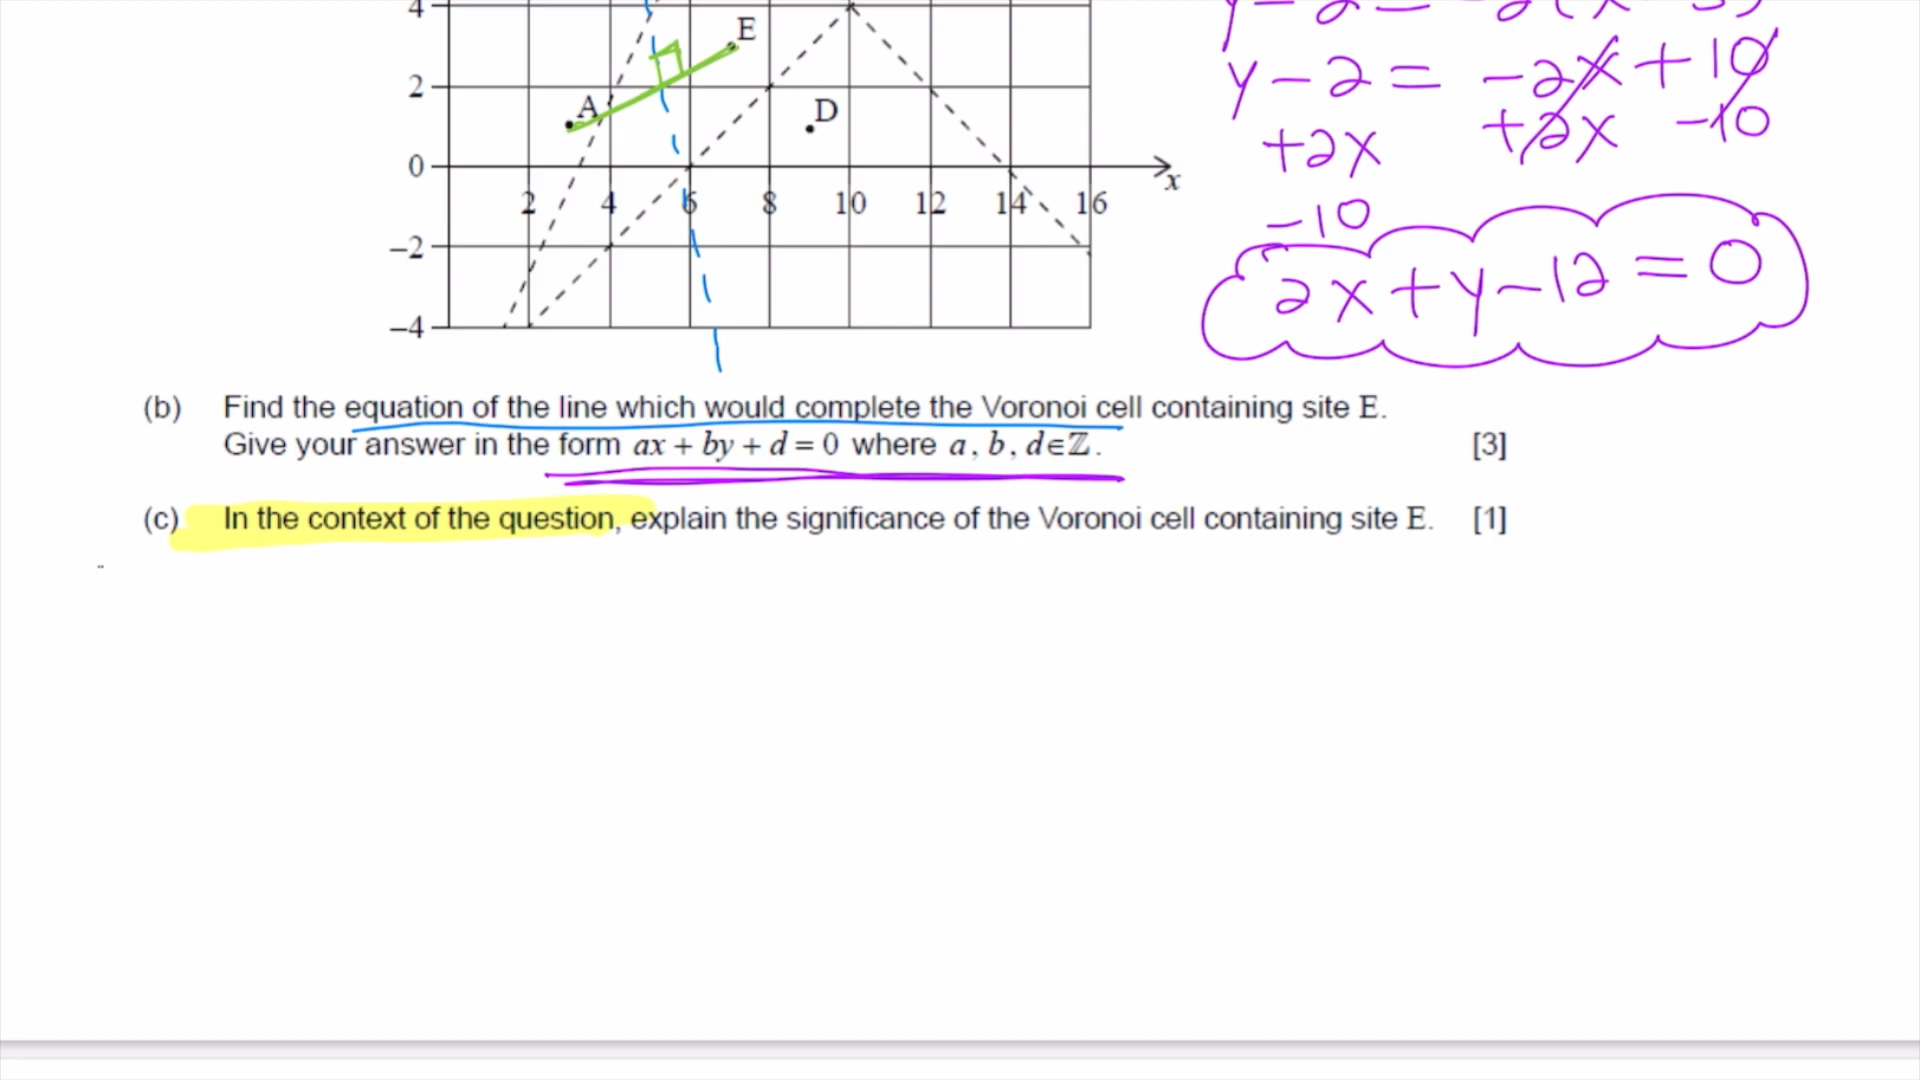 4
y-2=-2(x-5)
E
y-2=-2x+10
2
A
D
+2x +2x -10
0
x
2 4 6 8 10 12 14 16
-10
–2
2x+y-12=0
–4
(b) Find the equation of the line which would complete the Voronoi cell containing site E.
Give your answer in the form ax + by + d = 0 where a, b, d∈ℤ. [3]
(c) In the context of the question, explain the significance of the Voronoi cell containing site E. [1]